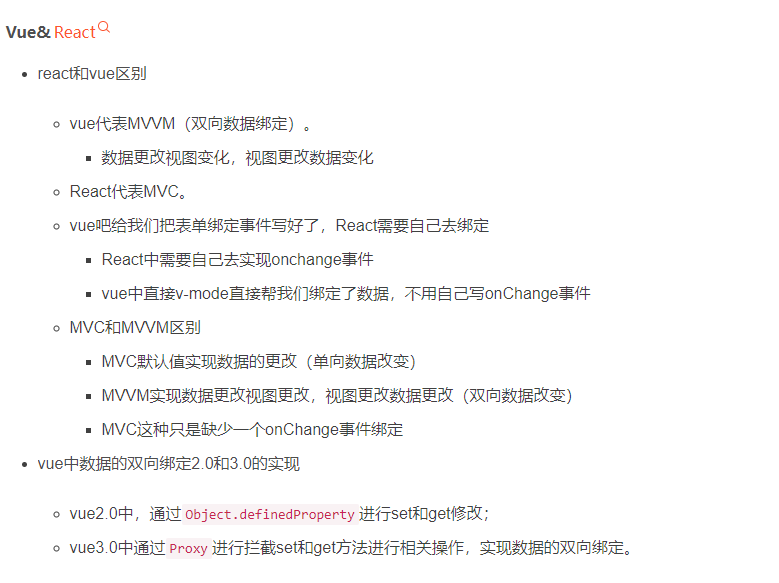 Vue& React
react和vue区别
vue代表MVVM（双向数据绑定）。
数据更改视图变化，视图更改数据变化
React代表MVC。
vue吧给我们把表单绑定事件写好了，React需要自己去绑定
React中需要自己去实现onchange事件
vue中直接v-mode直接帮我们绑定了数据，不用自己写onChange事件
MVC和MVVM区别
MVC默认值实现数据的更改（单向数据改变）
MVVM实现数据更改视图更改，视图更改数据更改（双向数据改变）
MVC这种只是缺少一个onChange事件绑定
vue中数据的双向绑定2.0和3.0的实现
vue2.0中，通过 Object.definedProperty 进行set和get修改；
vue3.0中通过 Proxy 进行拦截set和get方法进行相关操作，实现数据的双向绑定。